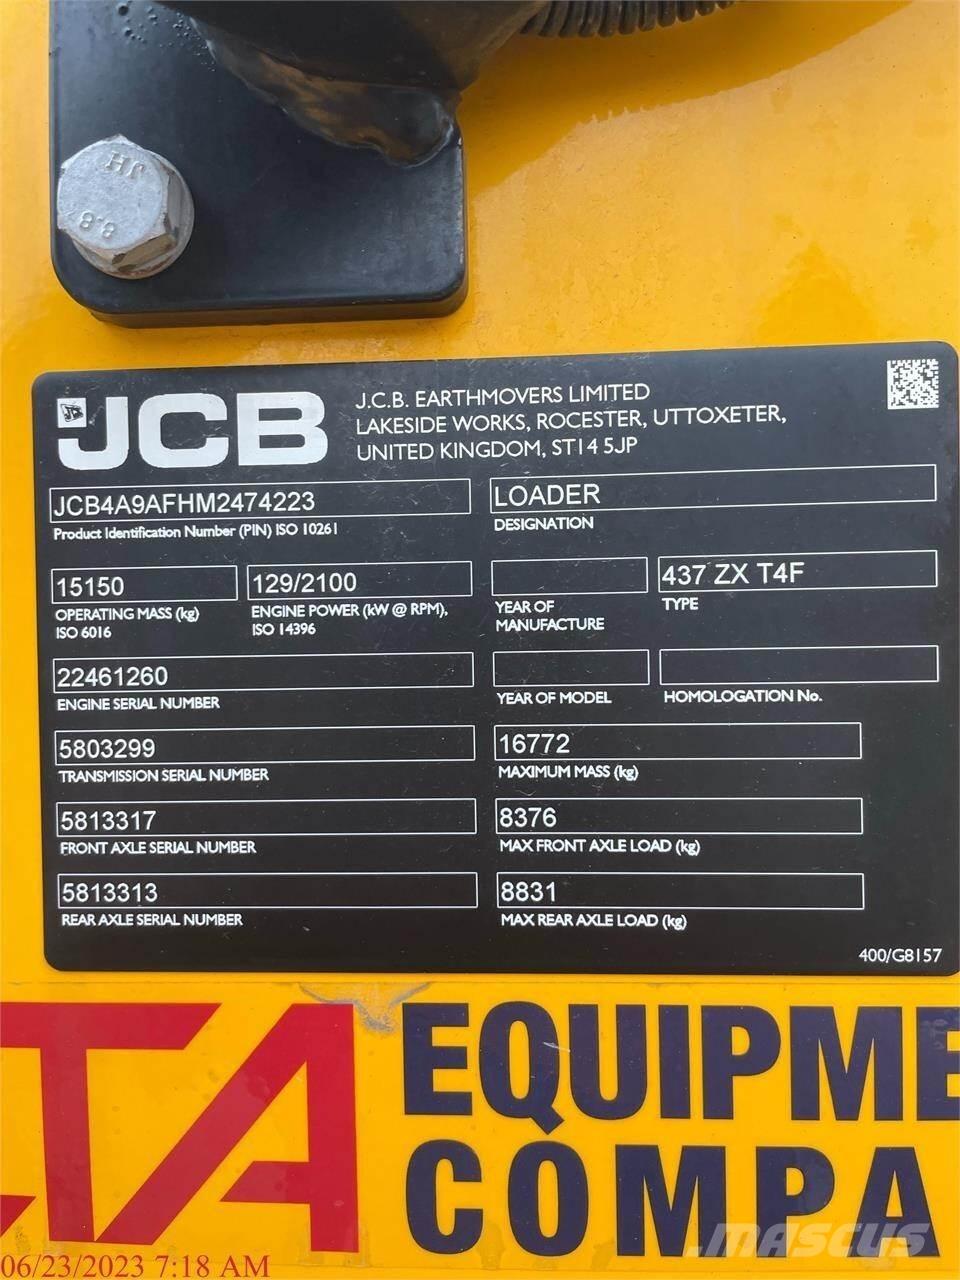 JH
8.8
JCB
J.C.B. EARTHMOVERS LIMITED
LAKESIDE WORKS, ROCESTER, UTTOXETER,
UNITED KINGDOM, ST14 5JP
JCB4A9AFHM2474223
Product Identification Number (PIN) ISO 10261
LOADER
DESIGNATION
15150
OPERATING MASS (kg)
ISO 6016
129/2100
ENGINE POWER (kW @ RPM),
ISO 14396
YEAR OF
MANUFACTURE
437 ZX T4F
TYPE
22461260
ENGINE SERIAL NUMBER
YEAR OF MODEL
HOMOLOGATION No.
5803299
TRANSMISSION SERIAL NUMBER
16772
MAXIMUM MASS (kg)
5813317
FRONT AXLE SERIAL NUMBER
8376
MAX FRONT AXLE LOAD (kg)
5813313
REAR AXLE SERIAL NUMBER
8831
MAX REAR AXLE LOAD (kg)
400/G8157
TA
EQUIPME
COMPA
MASCUS
06/23/2023 7:18 AM